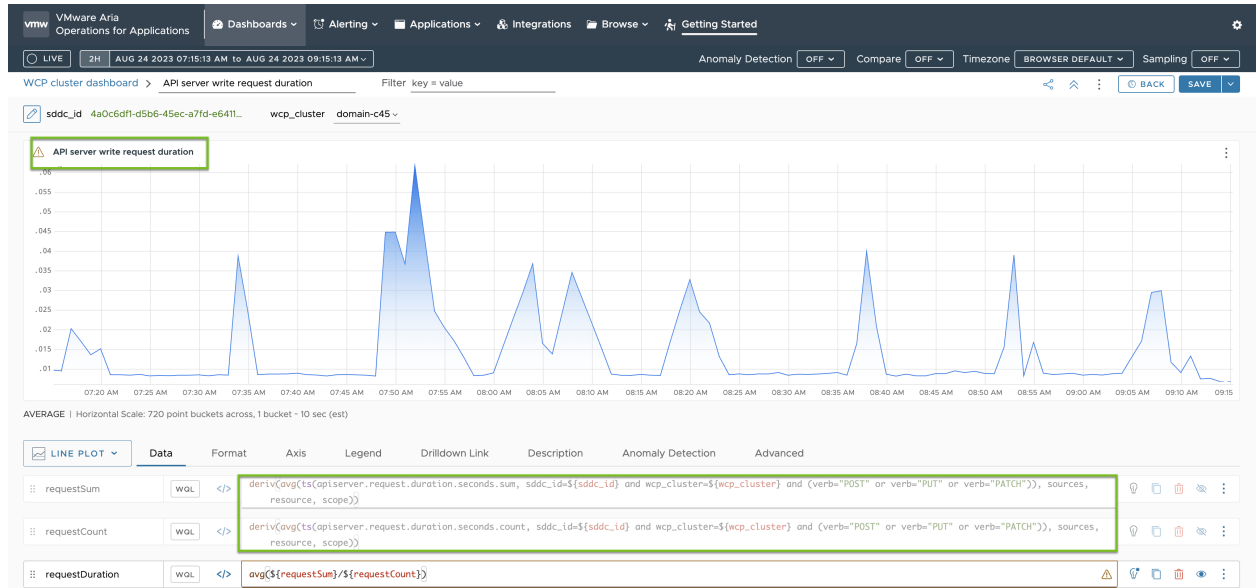 vmw VMware Aria Operations for Applications Dashboards Alerting Applications Integrations Browse Getting Started
LIVE 2H AUG 24 2023 07:15:13 AM to AUG 24 2023 09:15:13 AM Anomaly Detection OFF Compare OFF Timezone BROWSER DEFAULT Sampling OFF
WCP cluster dashboard > API server write request duration Filter key = value BACK SAVE
sddc_id 4a0c6df1-d5b6-45ec-a7fd-e6411... wcp_cluster domain-c45
API server write request duration
.06
.055
.05
.045
.04
.035
.03
.025
.02
.015
.01
07:20 AM 07:25 AM 07:30 AM 07:35 AM 07:40 AM 07:45 AM 07:50 AM 07:55 AM 08:00 AM 08:05 AM 08:10 AM 08:15 AM 08:20 AM 08:25 AM 08:30 AM 08:35 AM 08:40 AM 08:45 AM 08:50 AM 08:55 AM 09:00 AM 09:05 AM 09:10 AM 09:15
AVERAGE | Horizontal Scale: 720 point buckets across, 1 bucket ~ 10 sec (est)
LINE PLOT Data Format Axis Legend Drilldown Link Description Anomaly Detection Advanced
requestSum WQL </> deriv(avg(ts(apiserver.request.duration.seconds.sum, sddc_id=${sddc_id} and wcp_cluster=${wcp_cluster} and (verb="POST" or verb="PUT" or verb="PATCH")), sources,
resource, scope))
requestCount WQL </> deriv(avg(ts(apiserver.request.duration.seconds.count, sddc_id=${sddc_id} and wcp_cluster=${wcp_cluster} and (verb="POST" or verb="PUT" or verb="PATCH")), sources,
resource, scope))
requestDuration WQL </> avg(${requestSum}/${requestCount})